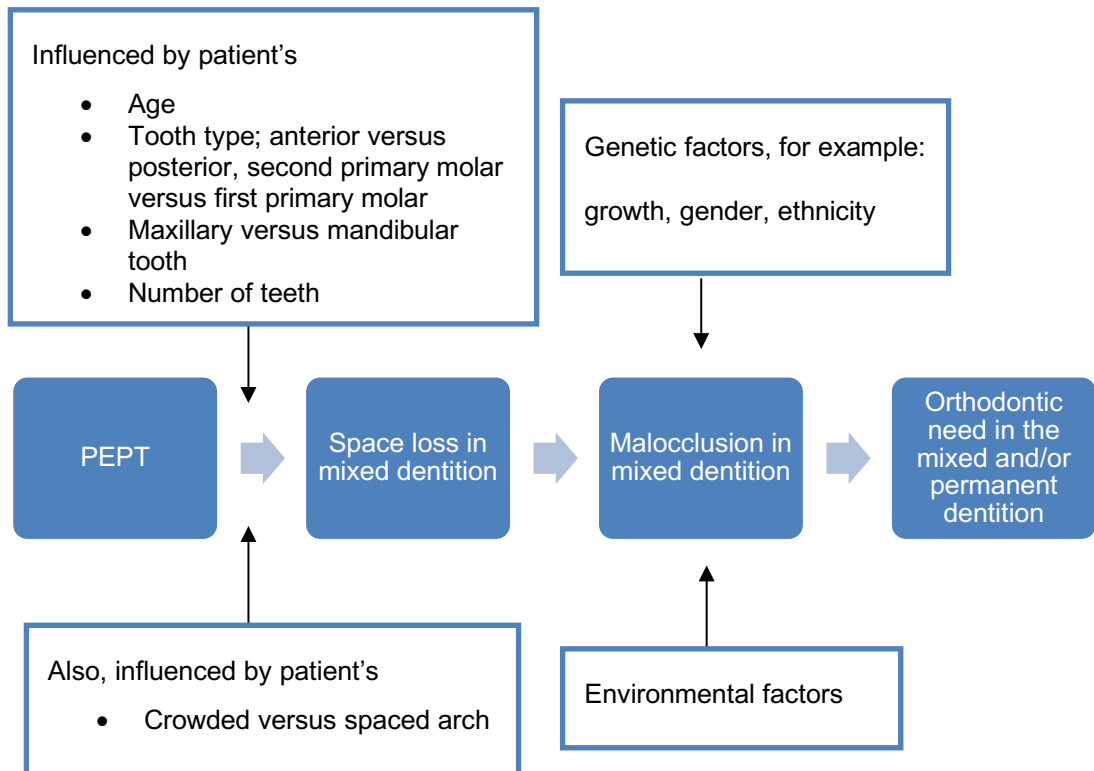 Influenced by patient’s
• Age
• Tooth type; anterior versus
posterior, second primary molar
versus first primary molar
• Maxillary versus mandibular
tooth
• Number of teeth
Genetic factors, for example:
growth, gender, ethnicity
PEPT
Space loss in
mixed dentition
Malocclusion in
mixed dentition
Orthodontic
need in the
mixed and/or
permanent
dentition
Also, influenced by patient’s
• Crowded versus spaced arch
Environmental factors